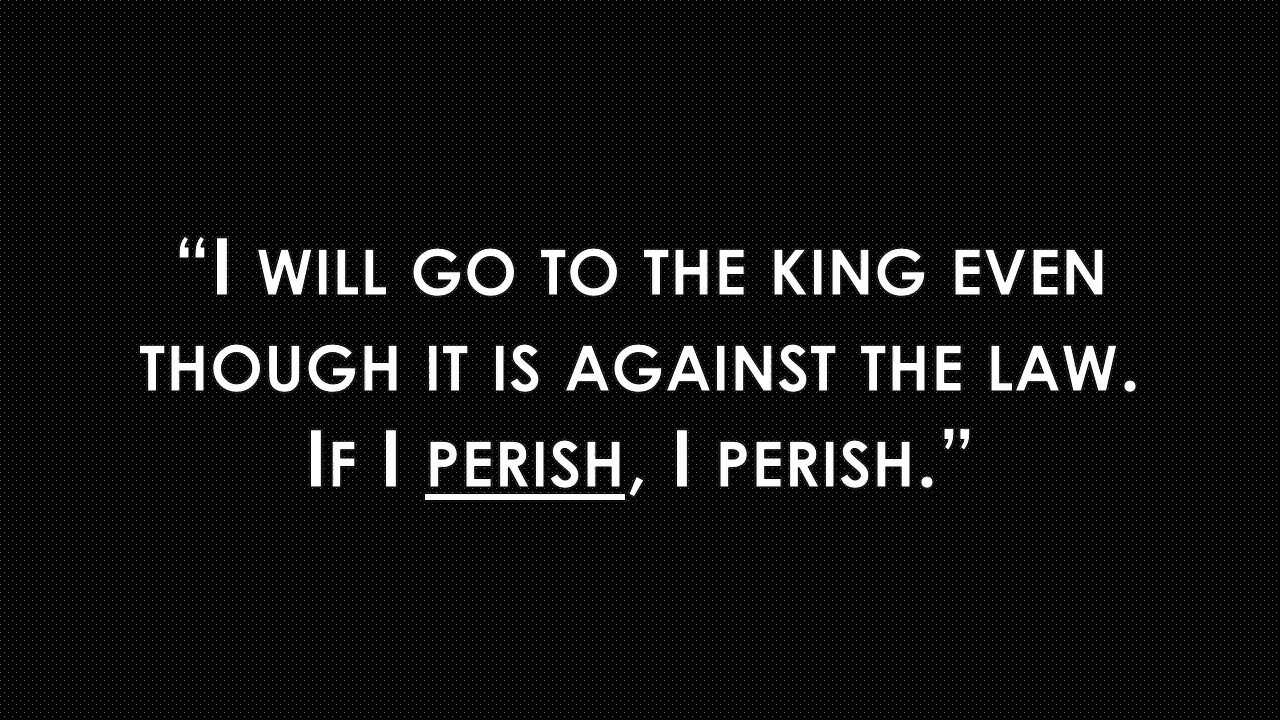 “I will go to the king even
though it is against the law.
If I perish, I perish.”